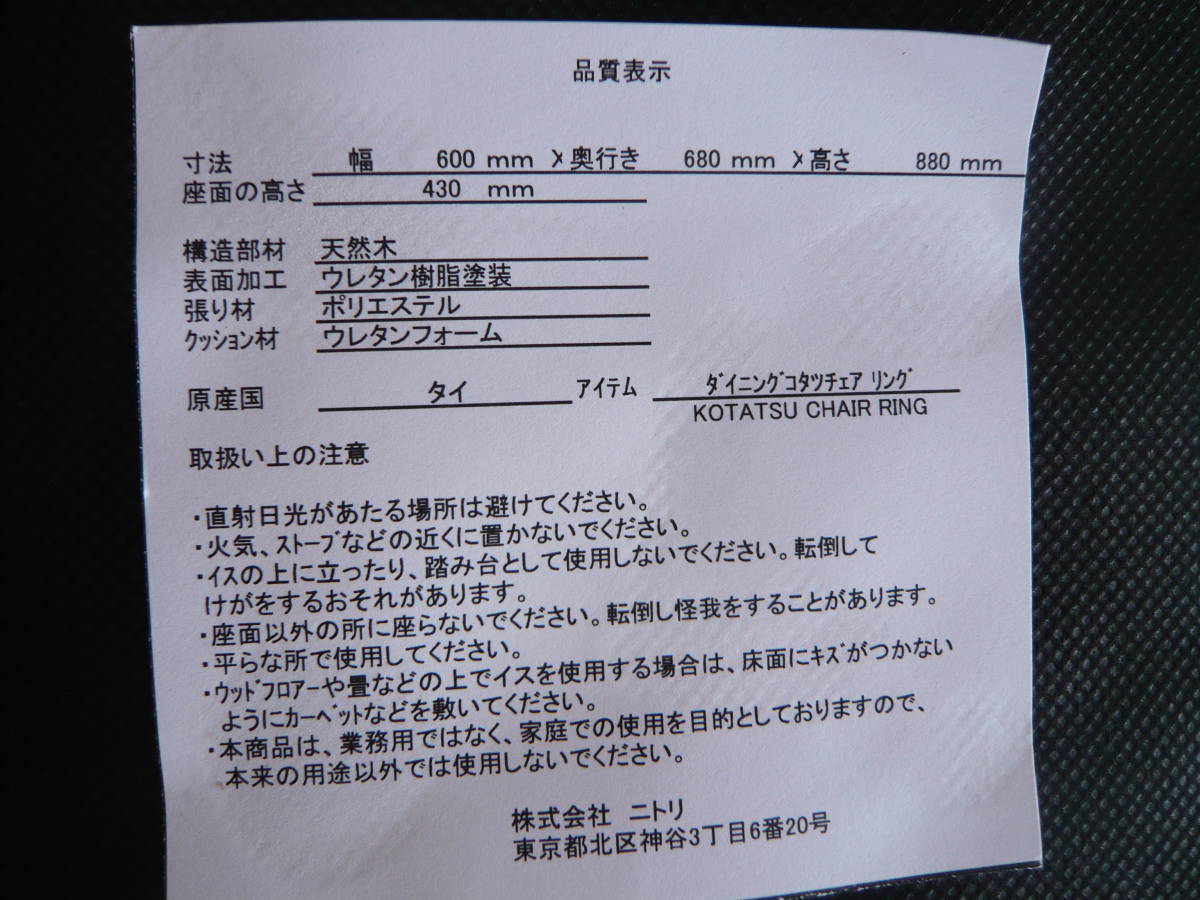 品質表示
寸法 幅 600 mm × 奥行き 680 mm × 高さ 880 mm
座面の高さ 430 mm
構造部材 天然木
表面加工 ウレタン樹脂塗装
張り材 ポリエステル
ｸｯｼｮﾝ材 ウレタンフォーム
原産国 タイ ｱｲﾃﾑ ﾀﾞｲﾆﾝｸﾞｺﾀﾂﾁｪｱ ﾘﾝｸﾞ
KOTATSU CHAIR RING
取扱い上の注意
・直射日光があたる場所は避けてください。
・火気、ｽﾄｰﾌﾞなどの近くに置かないでください。
・ｲｽの上に立ったり、踏み台として使用しないでください。転倒して
けがをするおそれがあります。
・座面以外の所に座らないでください。転倒し怪我をすることがあります。
・平らな所で使用してください。
・ｳｯﾄﾞﾌﾛｱｰや畳などの上でイスを使用する場合は、床面にｷｽﾞがつかない
ようにｶｰﾍﾟｯﾄなどを敷いてください。
・本商品は、業務用ではなく、家庭での使用を目的としておりますので、
本来の用途以外では使用しないでください。
株式会社 ニトリ
東京都北区神谷3丁目6番20号